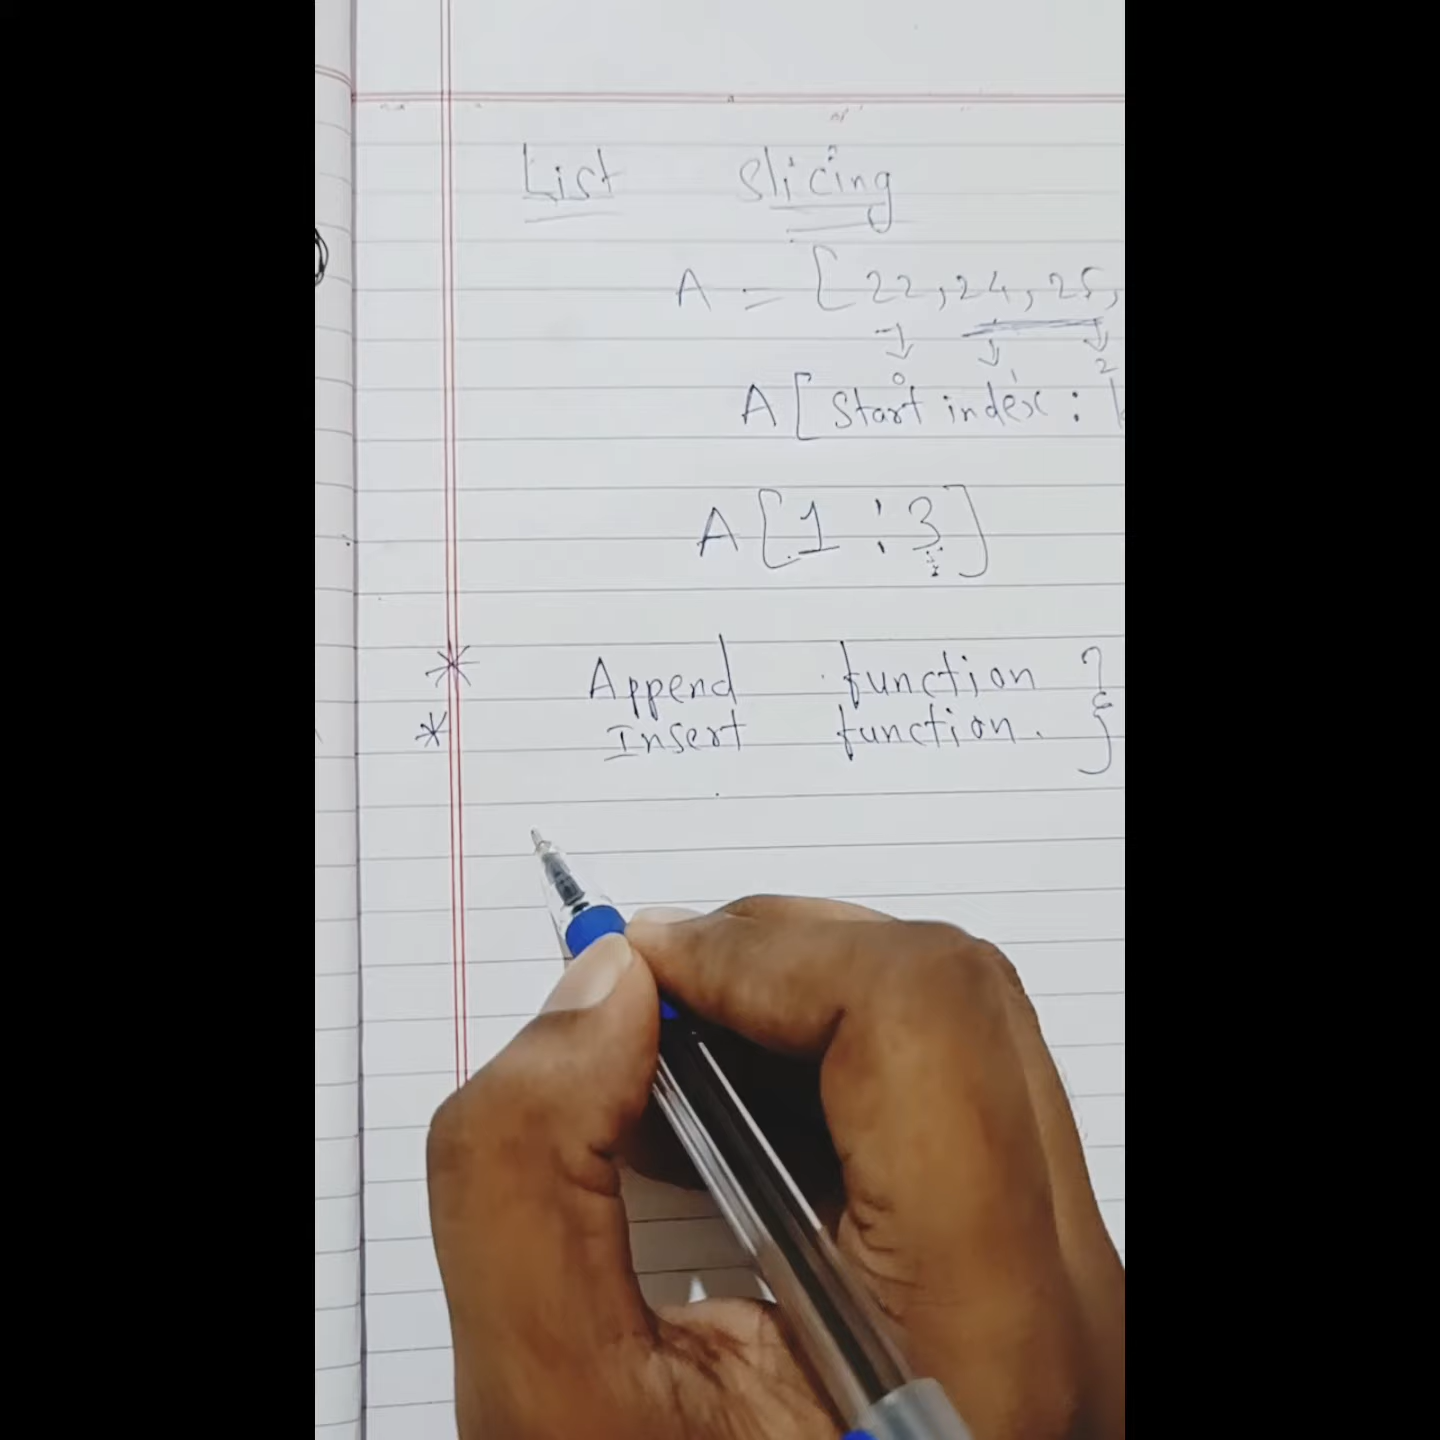 List Slicing
A = [22, 24, 25,
0 1 2
A [Start index :
A [1 : 3]
* Append function }
* Insert function.